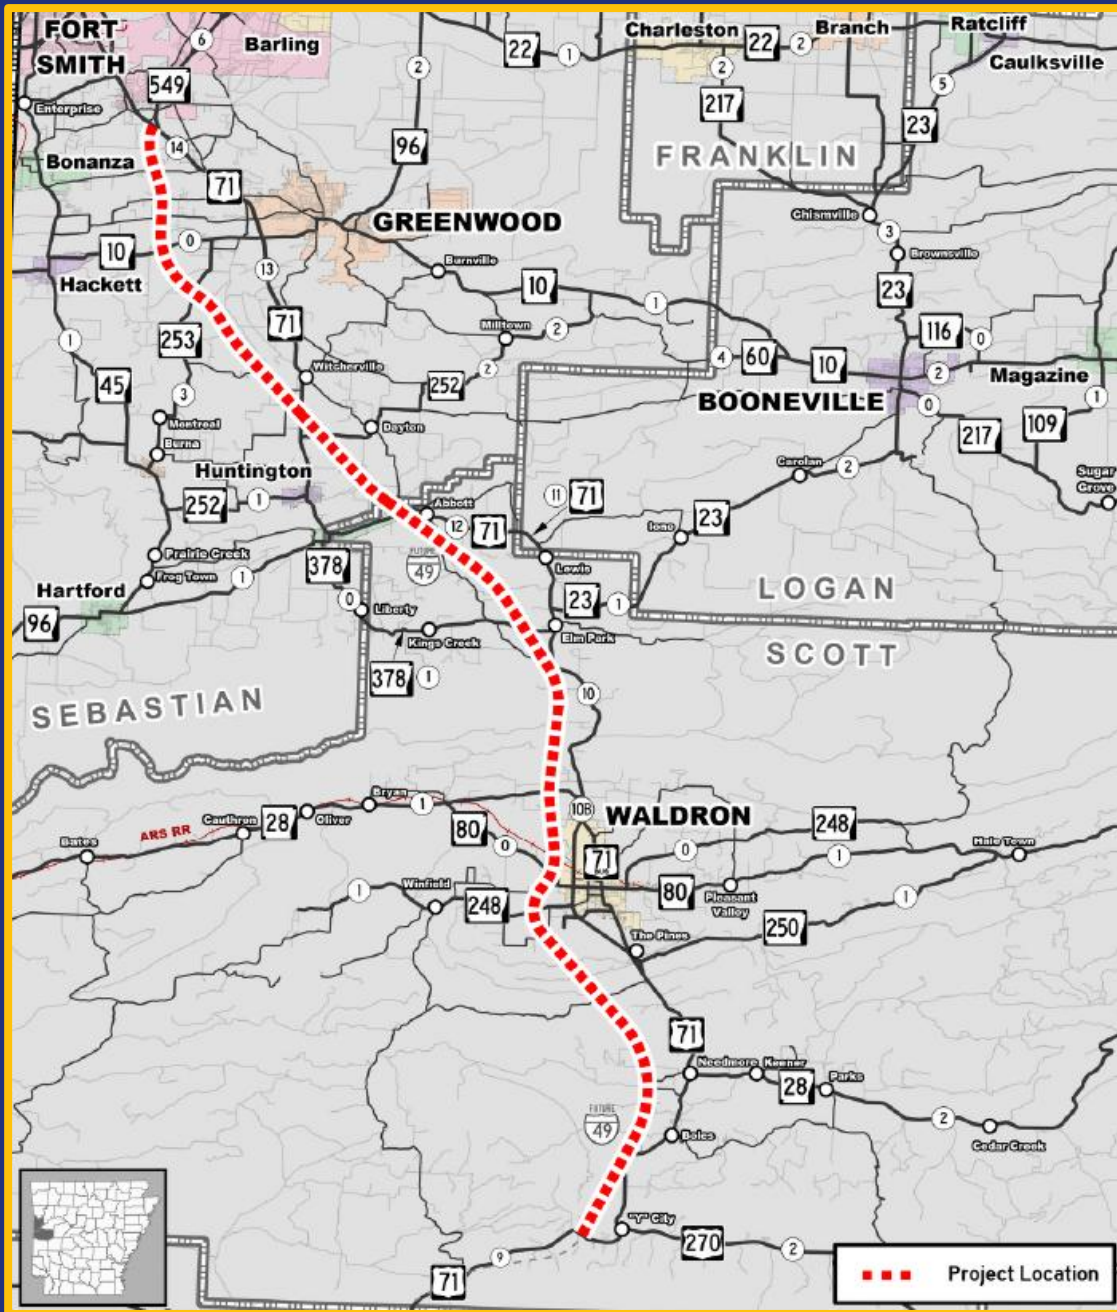 FORT
SMITH
6
Barling
549
Enterprise
14
Bonanza
71
22
1
2
96
Charleston
22
2
Branch
Ratcliff
Caulksville
5
2
217
23
FRANKLIN
GREENWOOD
Chismville
3
Brownsville
23
10
0
Hackett
13
Burnville
10
1
Milltown
2
71
253
1
45
Witcherville
252
2
4
60
10
116
0
2
Magazine
BOONEVILLE
0
1
109
217
3
Montreal
Burna
Dayton
Huntington
252
1
Carolan
2
Sugar
Grove
Abbott
12
71
11
71
Ione
23
Prairie Creek
Frog Town
1
378
FUTURE
49
Lewis
Hartford
96
0
Liberty
Kings Creek
23
1
Elm Park
378
1
LOGAN
SCOTT
SEBASTIAN
10
Bryan
1
Oliver
28
Cauthron
ARS RR
Bates
80
0
10B
WALDRON
71
BUS
248
0
1
Hale Town
1
Winfield
248
80
Pleasant
Valley
1
250
The Pines
71
Needmore
Keener
28
Parks
2
Cedar Creek
FUTURE
49
Boles
"Y" City
270
2
9
71
Project Location